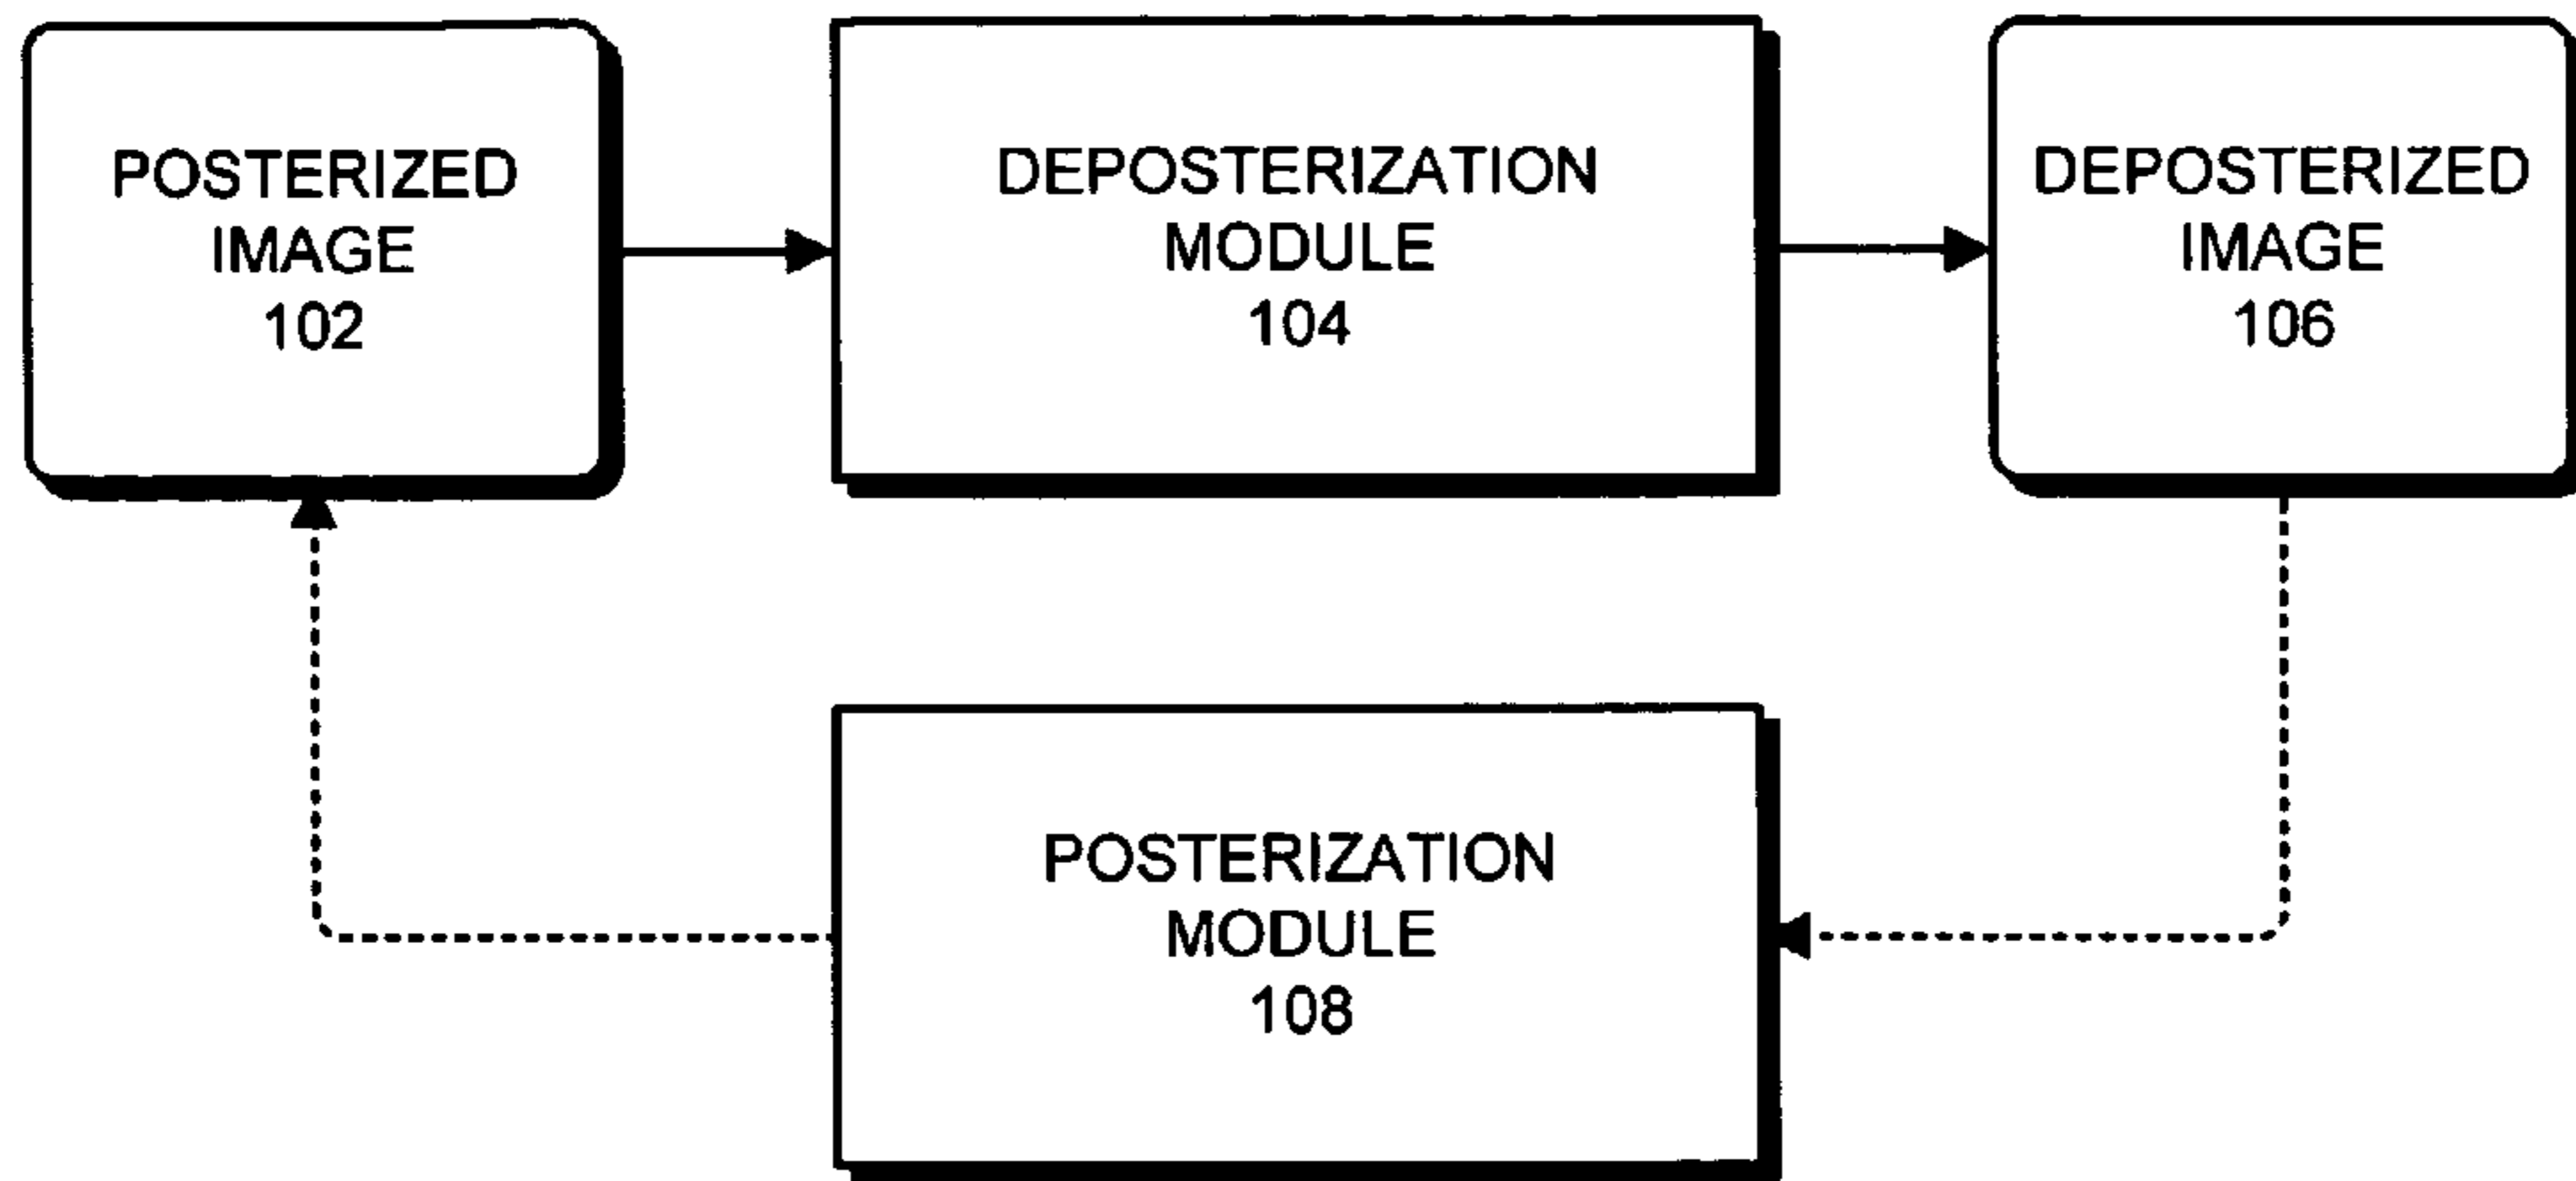 POSTERIZED
IMAGE
102
DEPOSTERIZATION
MODULE
104
DEPOSTERIZED
IMAGE
106
POSTERIZATION
MODULE
108